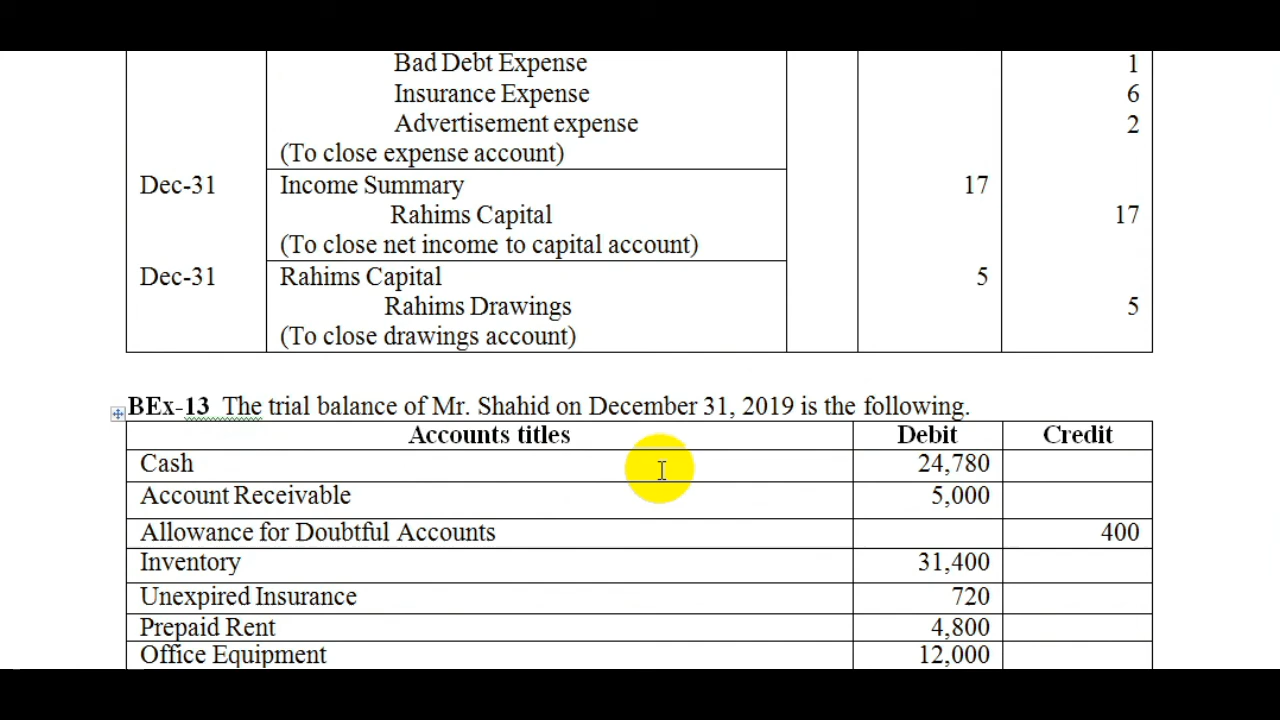 Bad Debt Expense 1
Insurance Expense 6
Advertisement expense 2
(To close expense account)
Dec-31 Income Summary 17
Rahims Capital 17
(To close net income to capital account)
Dec-31 Rahims Capital 5
Rahims Drawings 5
(To close drawings account)
BEx-13 The trial balance of Mr. Shahid on December 31, 2019 is the following.
Accounts titles Debit Credit
Cash 24,780
Account Receivable 5,000
Allowance for Doubtful Accounts 400
Inventory 31,400
Unexpired Insurance 720
Prepaid Rent 4,800
Office Equipment 12,000